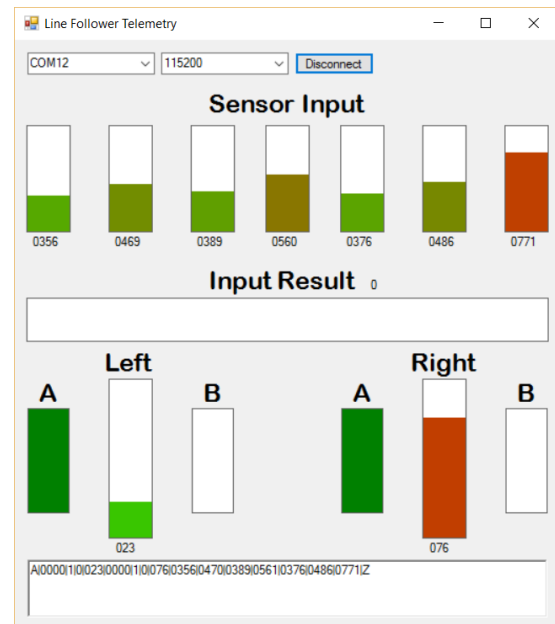 Line Follower Telemetry
COM12 115200 Disconnect
Sensor Input
0356 0469 0389 0560 0376 0486 0771
Input Result 0
Left Right
A B A B
023 076
A|0000|1|0|023|0000|1|0|076|0356|0470|0389|0561|0376|0486|0771|Z